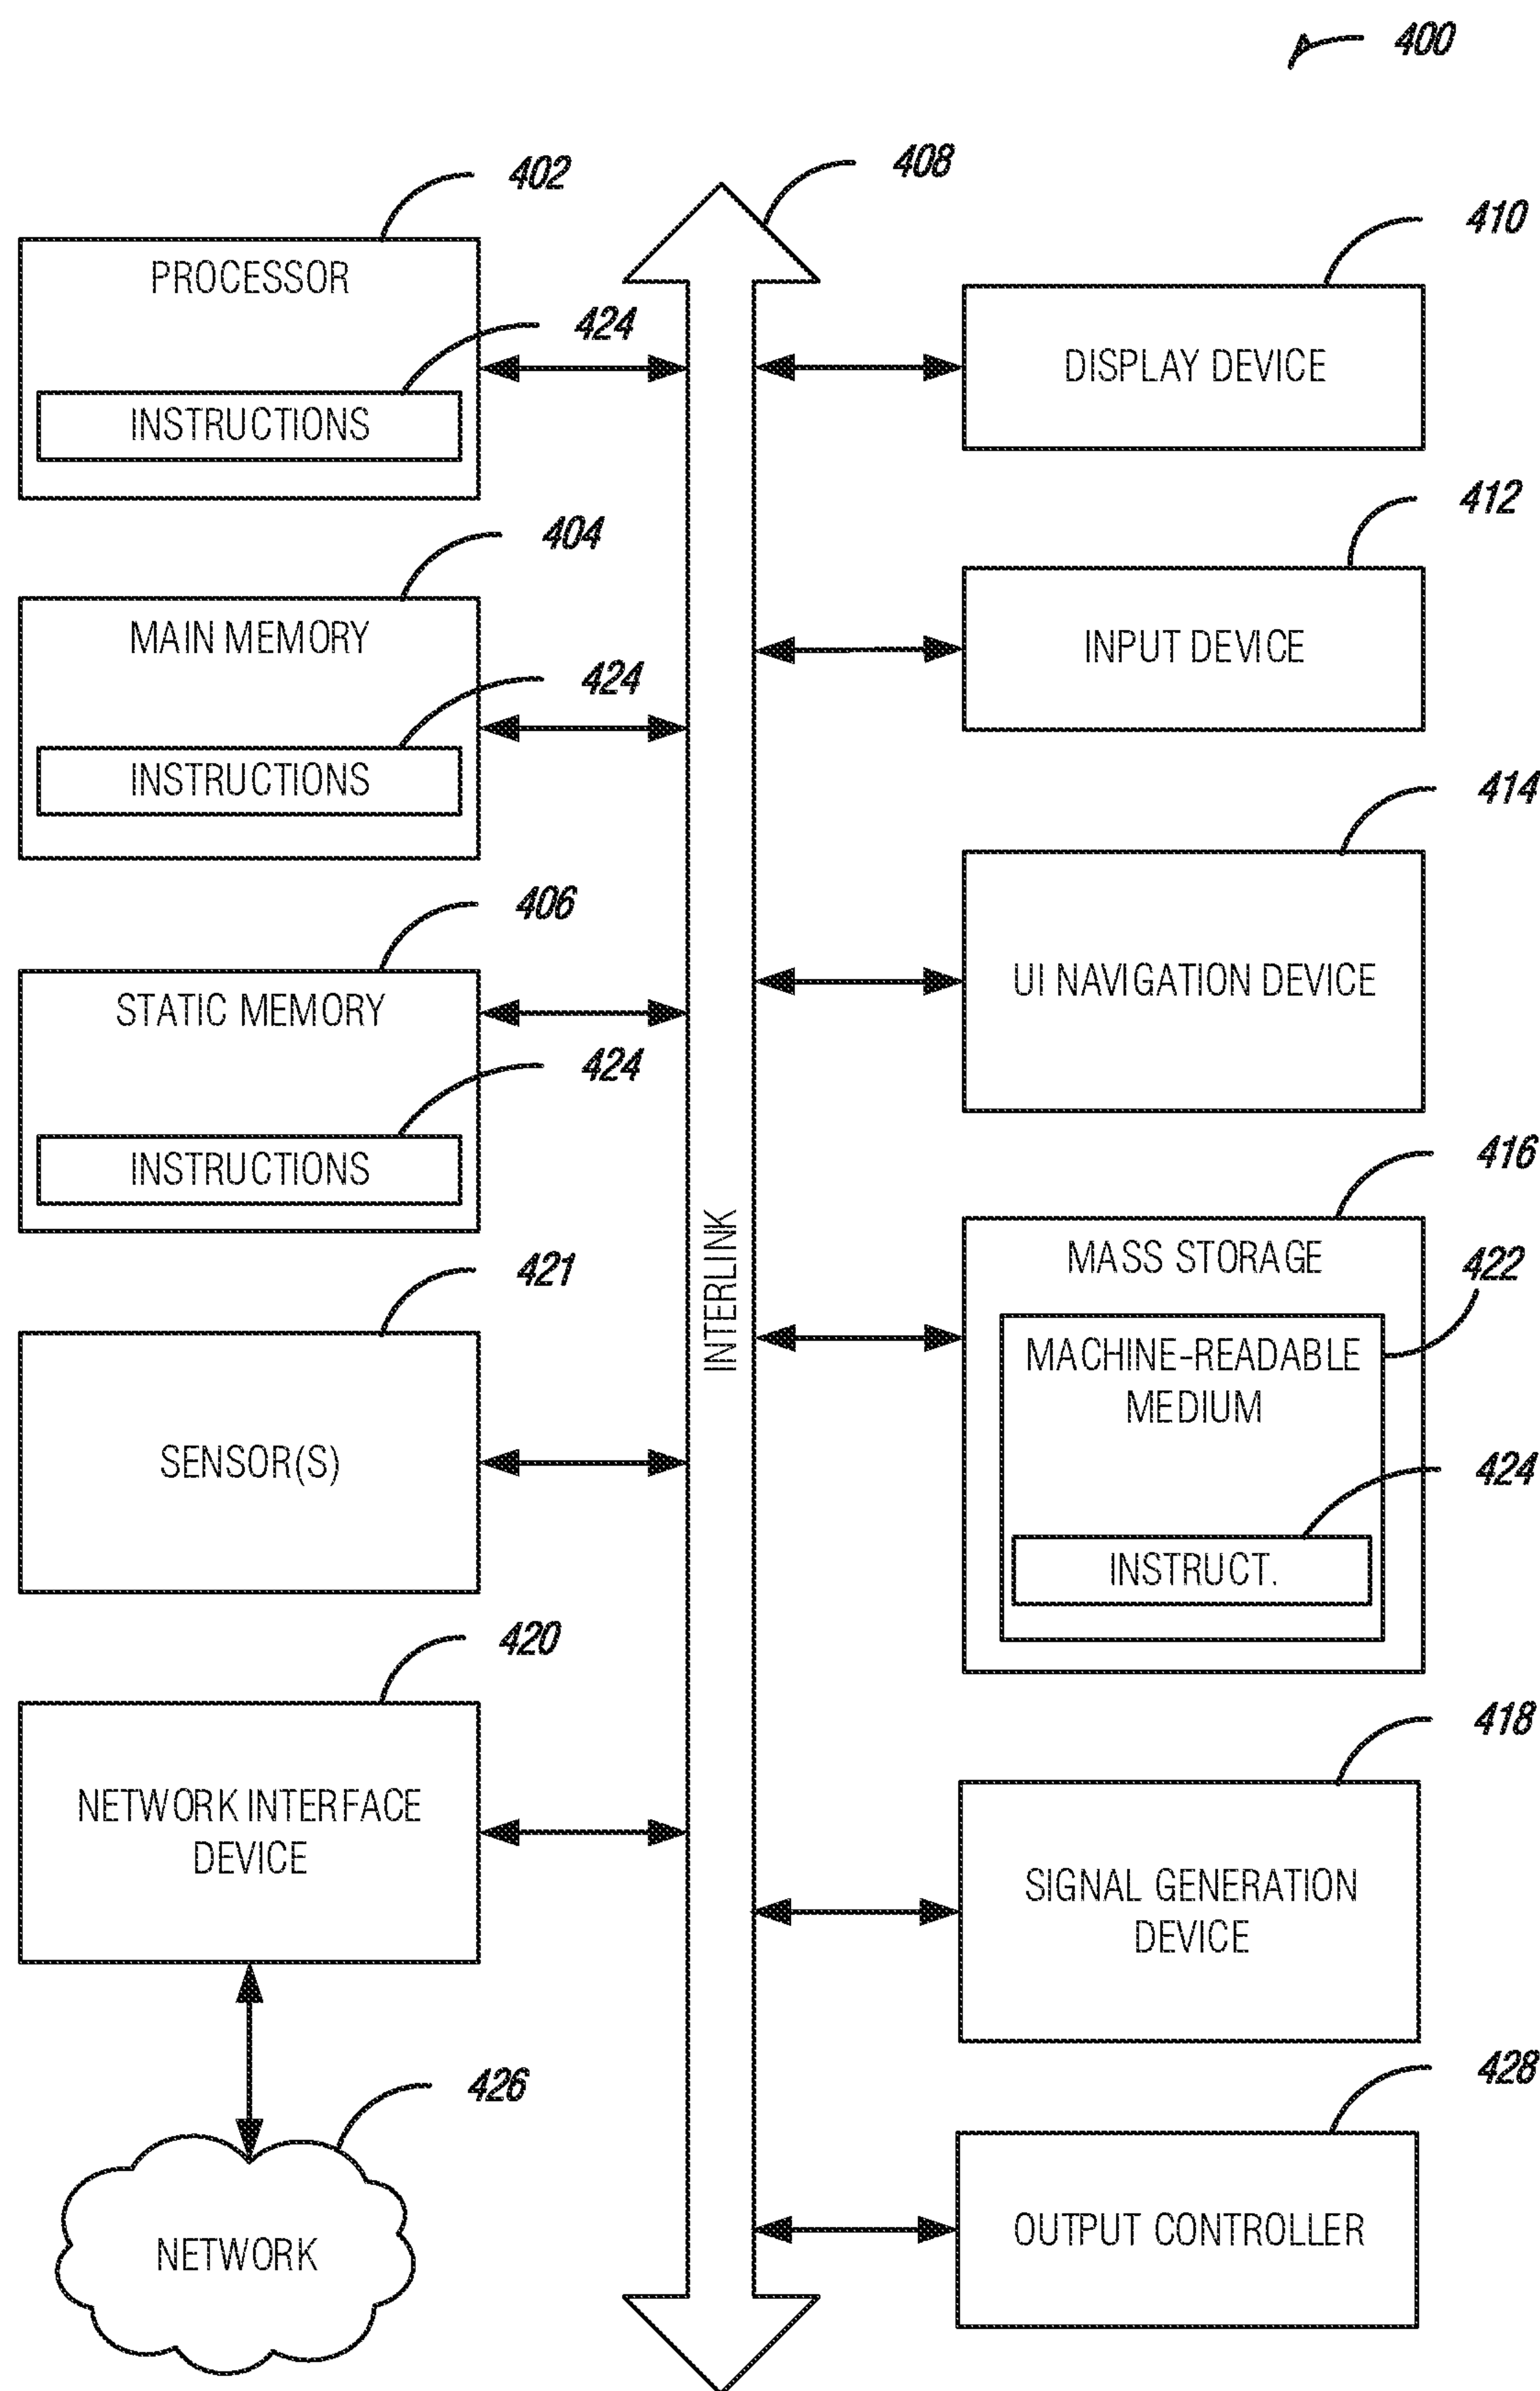 400
408
402
PROCESSOR
424
INSTRUCTIONS
404
MAIN MEMORY
424
INSTRUCTIONS
406
STATIC MEMORY
424
INSTRUCTIONS
421
SENSOR(S)
420
NETWORK INTERFACE
DEVICE
426
NETWORK
INTERLINK
410
DISPLAY DEVICE
412
INPUT DEVICE
414
UI NAVIGATION DEVICE
416
MASS STORAGE
422
MACHINE-READABLE
MEDIUM
424
INSTRUCT.
418
SIGNAL GENERATION
DEVICE
428
OUTPUT CONTROLLER